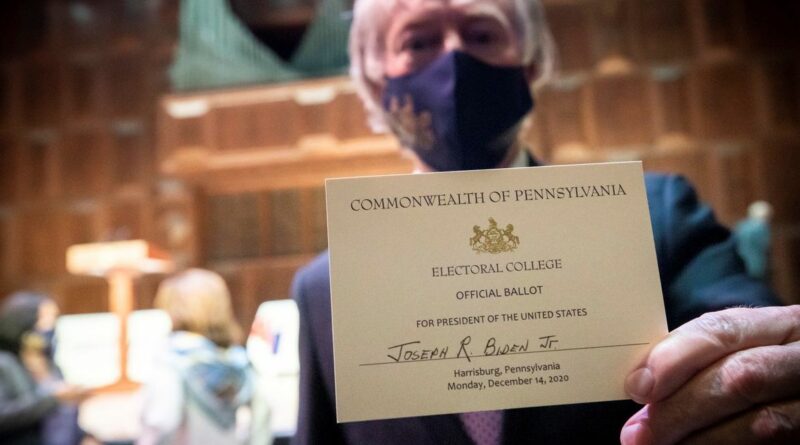 COMMONWEALTH OF PENNSYLVANIA
ELECTORAL COLLEGE
OFFICIAL BALLOT
FOR PRESIDENT OF THE UNITED STATES
JOSEPH R. BIDEN Jr
Harrisburg, Pennsylvania
Monday, December 14, 2020